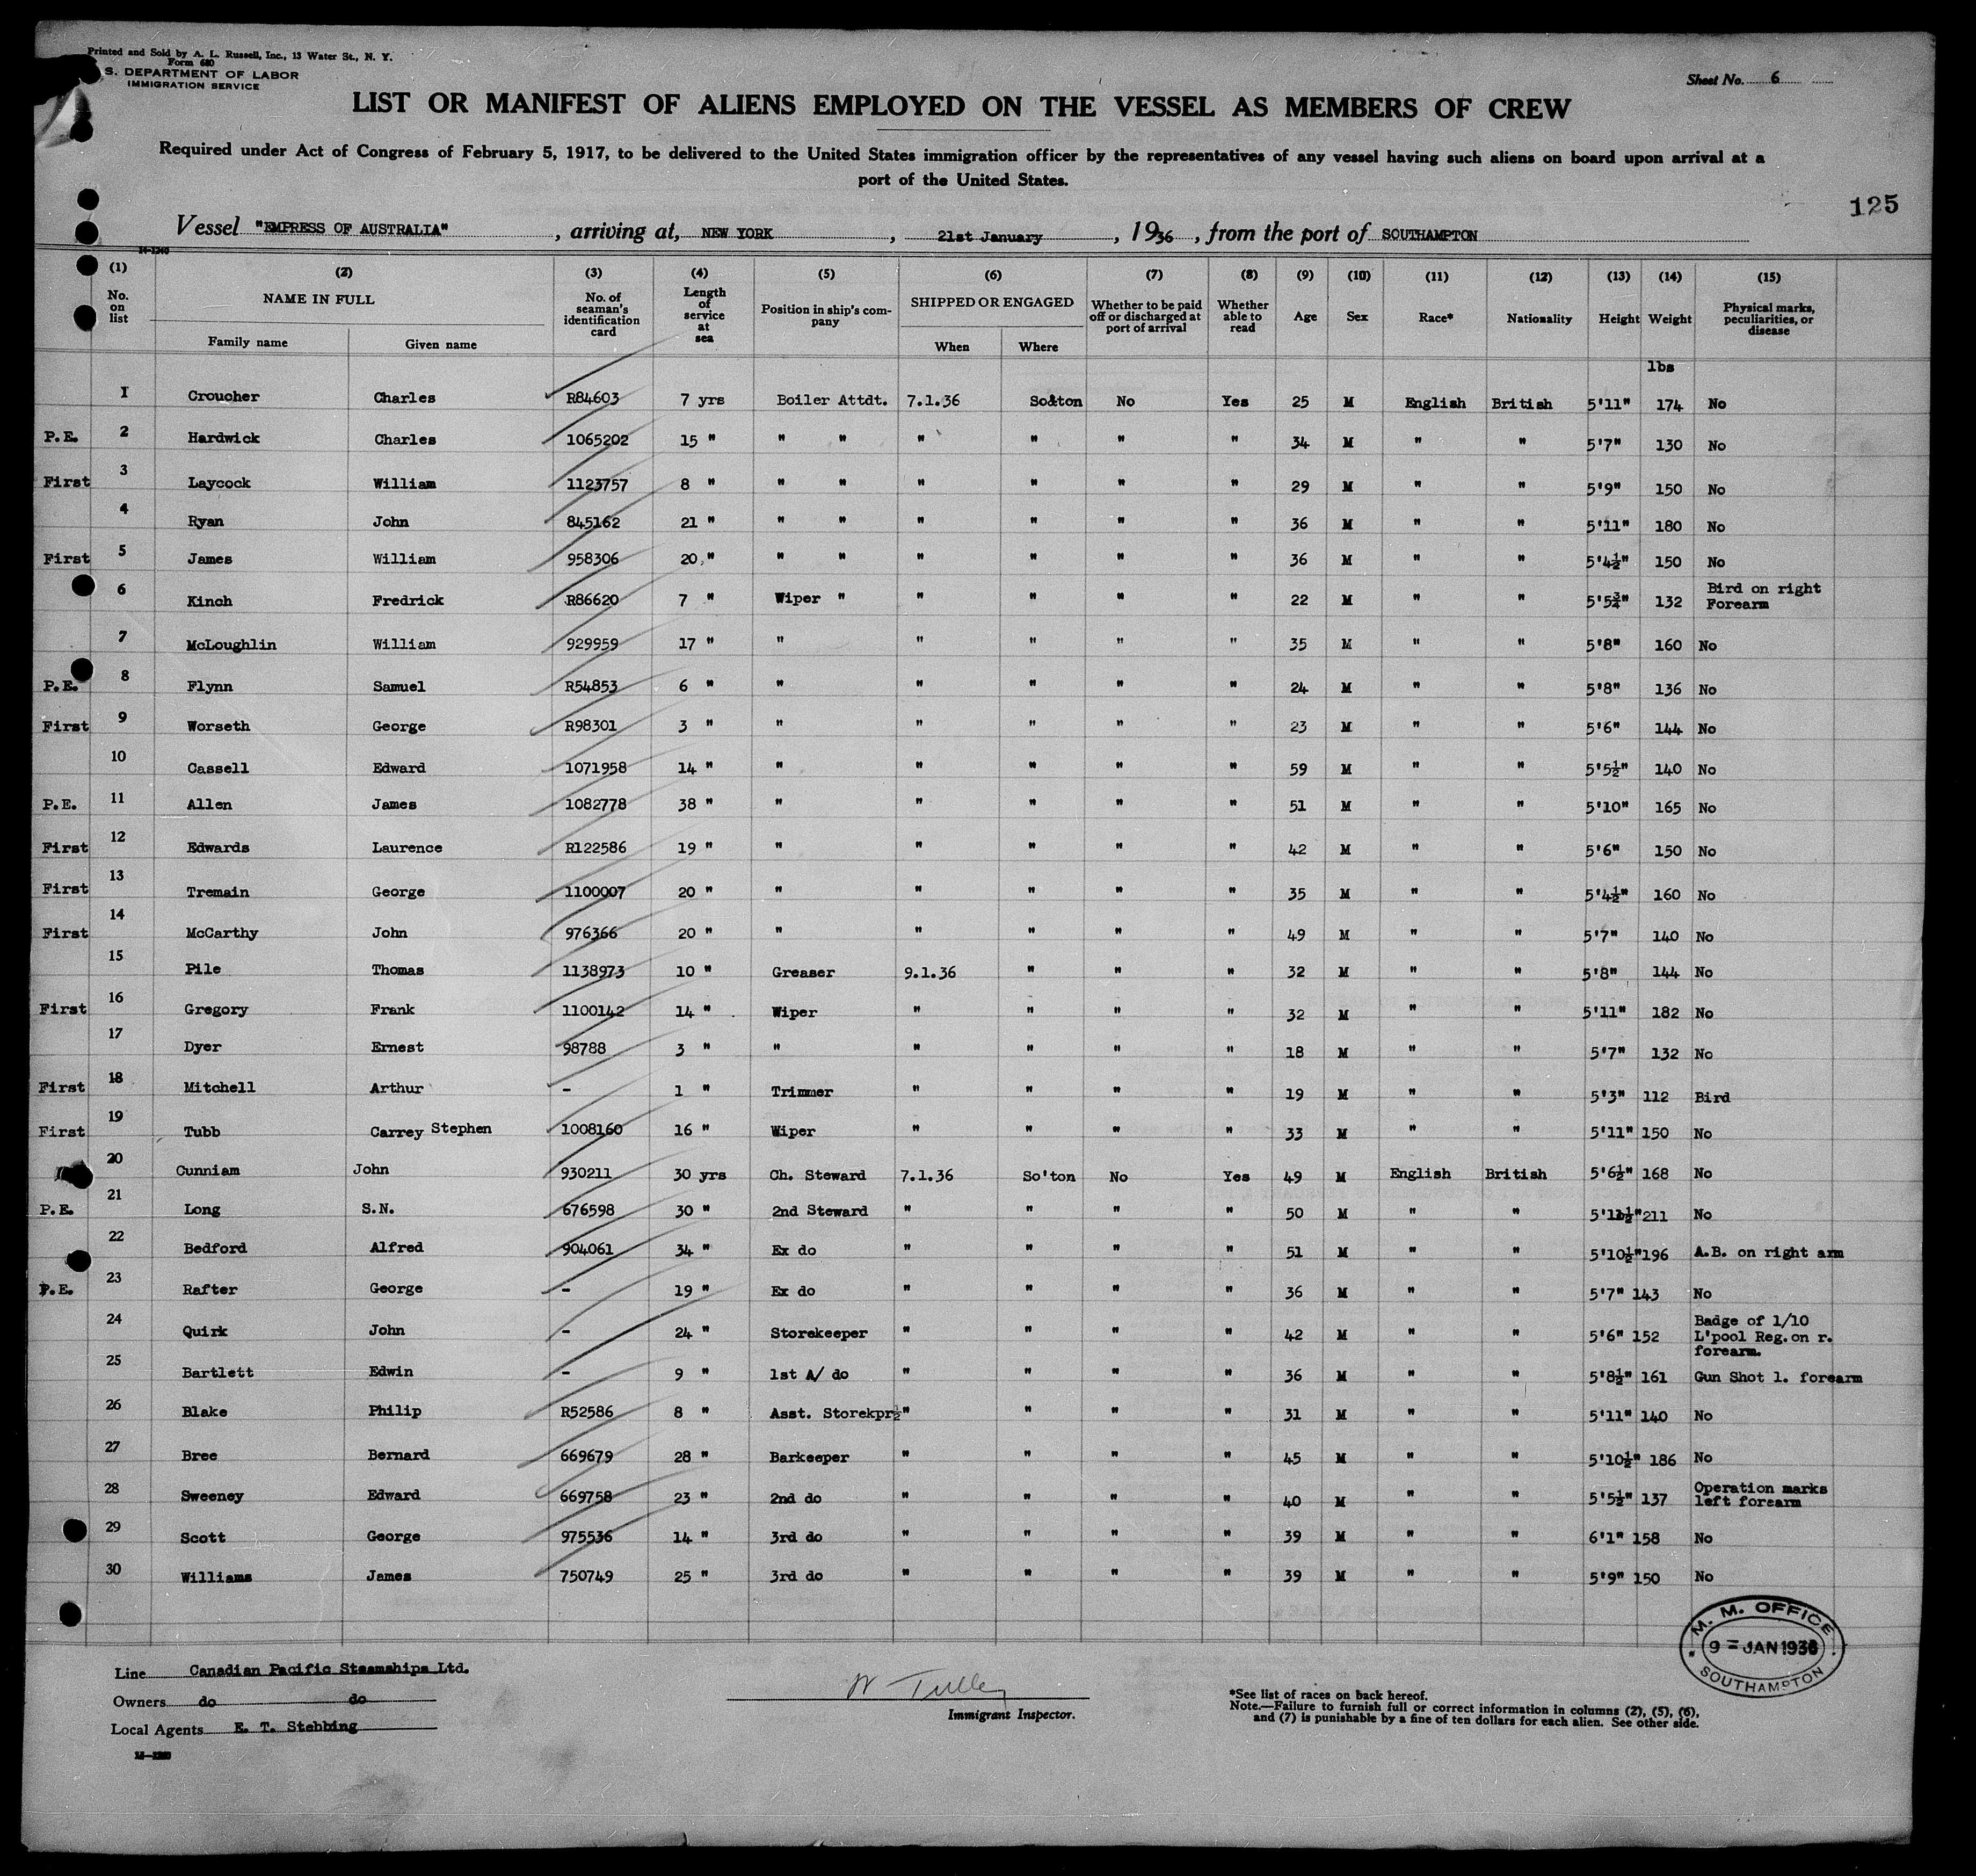 Printed and Sold by A. L. Russell, Inc., 13 Water St., N. Y.
Form 680
S. DEPARTMENT OF LABOR
IMMIGRATION SERVICE
Sheet No. 6
LIST OR MANIFEST OF ALIENS EMPLOYED ON THE VESSEL AS MEMBERS OF CREW
Required under Act of Congress of February 5, 1917, to be delivered to the United States immigration officer by the representatives of any vessel having such aliens on board upon arrival at a
port of the United States.
125
Vessel "EMPRESS OF AUSTRALIA", arriving at, NEW YORK, 21st January, 1936, from the port of SOUTHAMPTON
14-1240
(1) (2) (3) (4) (5) (6) (7) (8) (9) (10) (11) (12) (13) (14) (15)
No. on list NAME IN FULL Family name Given name No. of seaman's identification card Length of service at sea Position in ship's company SHIPPED OR ENGAGED When Where Whether to be paid off or discharged at port of arrival Whether able to read Age Sex Race* Nationality Height Weight Physical marks, peculiarities, or disease
lbs
1 Croucher Charles R84603 7 yrs Boiler Attdt. 7.1.36 So&ton No Yes 25 M English British 5'11" 174 No
P.E. 2 Hardwick Charles 1065202 15 " " " " " " " 34 M " " 5'7" 130 No
First 3 Laycock William 1123757 8 " " " " " " " 29 M " " 5'9" 150 No
4 Ryan John 845162 21 " " " " " " " 36 M " " 5'11" 180 No
First 5 James William 958306 20 " " " " " " " 36 M " " 5'4½" 150 No
6 Kinch Fredrick R86620 7 " Wiper " " " " " 22 M " " 5'5¾" 132 Bird on right Forearm
7 McLoughlin William 929959 17 " " " " " " 35 M " " 5'8" 160 No
P.E. 8 Flynn Samuel R54853 6 " " " " " " 24 M " " 5'8" 136 No
First 9 Worseth George R98301 3 " " " " " " 23 M " " 5'6" 144 No
10 Cassell Edward 1071958 14 " " " " " " 59 M " " 5'5½" 140 No
P.E. 11 Allen James 1082778 38 " " " " " " 51 M " " 5'10" 165 No
First 12 Edwards Laurence R122586 19 " " " " " " 42 M " " 5'6" 150 No
First 13 Tremain George 1100007 20 " " " " " " 35 M " " 5'4½" 160 No
First 14 McCarthy John 976366 20 " " " " " " 49 M " " 5'7" 140 No
15 Pile Thomas 1138973 10 " Greaser 9.1.36 " " " 32 M " " 5'8" 144 No
First 16 Gregory Frank 1100142 14 " Wiper " " " " 32 M " " 5'11" 182 No
17 Dyer Ernest 98788 3 " " " " " " 18 M " " 5'7" 132 No
First 18 Mitchell Arthur - 1 " Trimmer " " " " 19 M " " 5'3" 112 Bird
First 19 Tubb Carrey Stephen 1008160 16 " Wiper " " " " 33 M " " 5'11" 150 No
20 Cunniam John 930211 30 yrs Ch. Steward 7.1.36 So'ton No Yes 49 M English British 5'6½" 168 No
P.E. 21 Long S.N. 676598 30 " 2nd Steward " " " " 50 M " " 5'11½" 211 No
22 Bedford Alfred 904061 34 " Ex do " " " " 51 M " " 5'10½" 196 A.B. on right arm
P.E. 23 Rafter George - 19 " Ex do " " " " 36 M " " 5'7" 143 No
24 Quirk John - 24 " Storekeeper " " " " 42 M " " 5'6" 152 Badge of 1/10 L'pool Reg. on r. forearm.
25 Bartlett Edwin - 9 " 1st A/ do " " " " 36 M " " 5'8½" 161 Gun Shot l. forearm
26 Blake Philip R52586 8 " Asst. Storekpr " " " " 31 M " " 5'11" 140 No
27 Bree Bernard 669679 28 " Barkeeper " " " " 45 M " " 5'10½" 186 No
28 Sweeney Edward 669758 23 " 2nd do " " " " 40 M " " 5'5½" 137 Operation marks left forearm
29 Scott George 975536 14 " 3rd do " " " " 39 M " " 6'1" 158 No
30 Williams James 750749 25 " 3rd do " " " " 39 M " " 5'9" 150 No
M. M. OFFICE
9 - JAN 1936
SOUTHAMPTON
Line Canadian Pacific Steamships Ltd.
Owners do do
Local Agents E. T. Stebbing
W Tulley
Immigrant Inspector.
*See list of races on back hereof.
Note.—Failure to furnish full or correct information in columns (2), (5), (6),
and (7) is punishable by a fine of ten dollars for each alien. See other side.